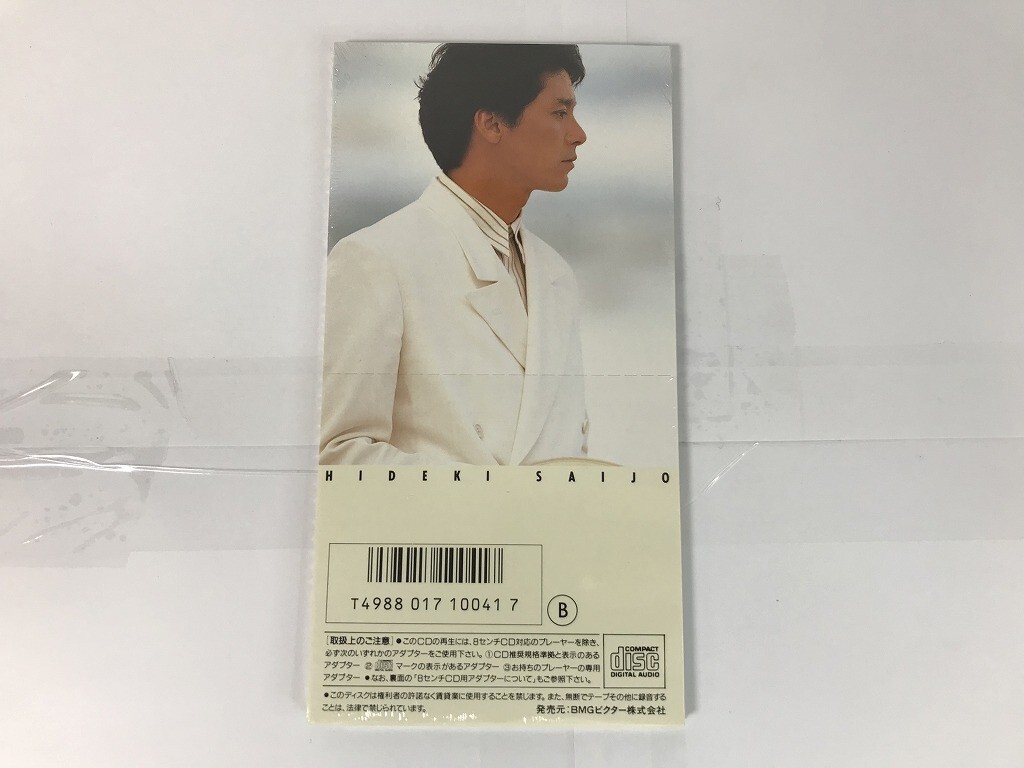 HIDEKI SAIJO
T4988 017 10041 7
B
[取扱上のご注意] ●このCDの再生には、8センチCD対応のプレーヤーを除き、
必ず次のいずれかのアダプターをご使用下さい。①CD推奨規格準拠と表示のある
アダプター ② マークの表示があるアダプター ③お持ちのプレーヤーの専用
アダプター ●なお、裏面の「8センチCD用アダプターについて」もご参照下さい。
COMPACT
disc
DIGITAL AUDIO
●このディスクは権利者の許諾なく賃貸業に使用することを禁じます。また、無断でテープその他に録音する
ことは、法律で禁じられています。
発売元:BMGビクター株式会社